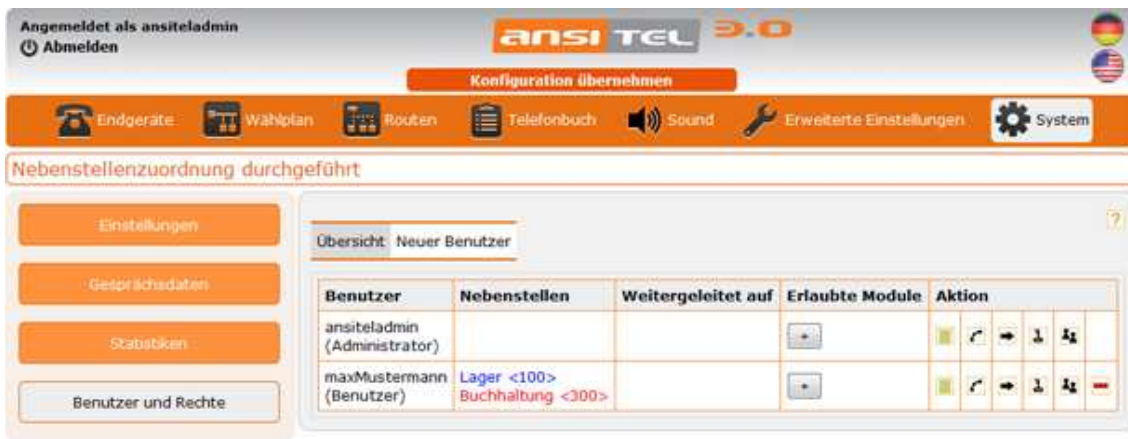 Angemeldet als ansiteladmin
Abmelden
ansi TEL 3.0
Konfiguration übernehmen
Endgeräte Wählplan Routen Telefonbuch Sound Erweiterte Einstellungen System
Nebenstellenzuordnung durchgeführt
Einstellungen
Gesprächsdaten
Statistiken
Benutzer und Rechte
?
Übersicht Neuer Benutzer
Benutzer Nebenstellen Weitergeleitet auf Erlaubte Module Aktion
ansiteladmin
(Administrator)
+
maxMustermann Lager <100>
(Benutzer) Buchhaltung <300>
+